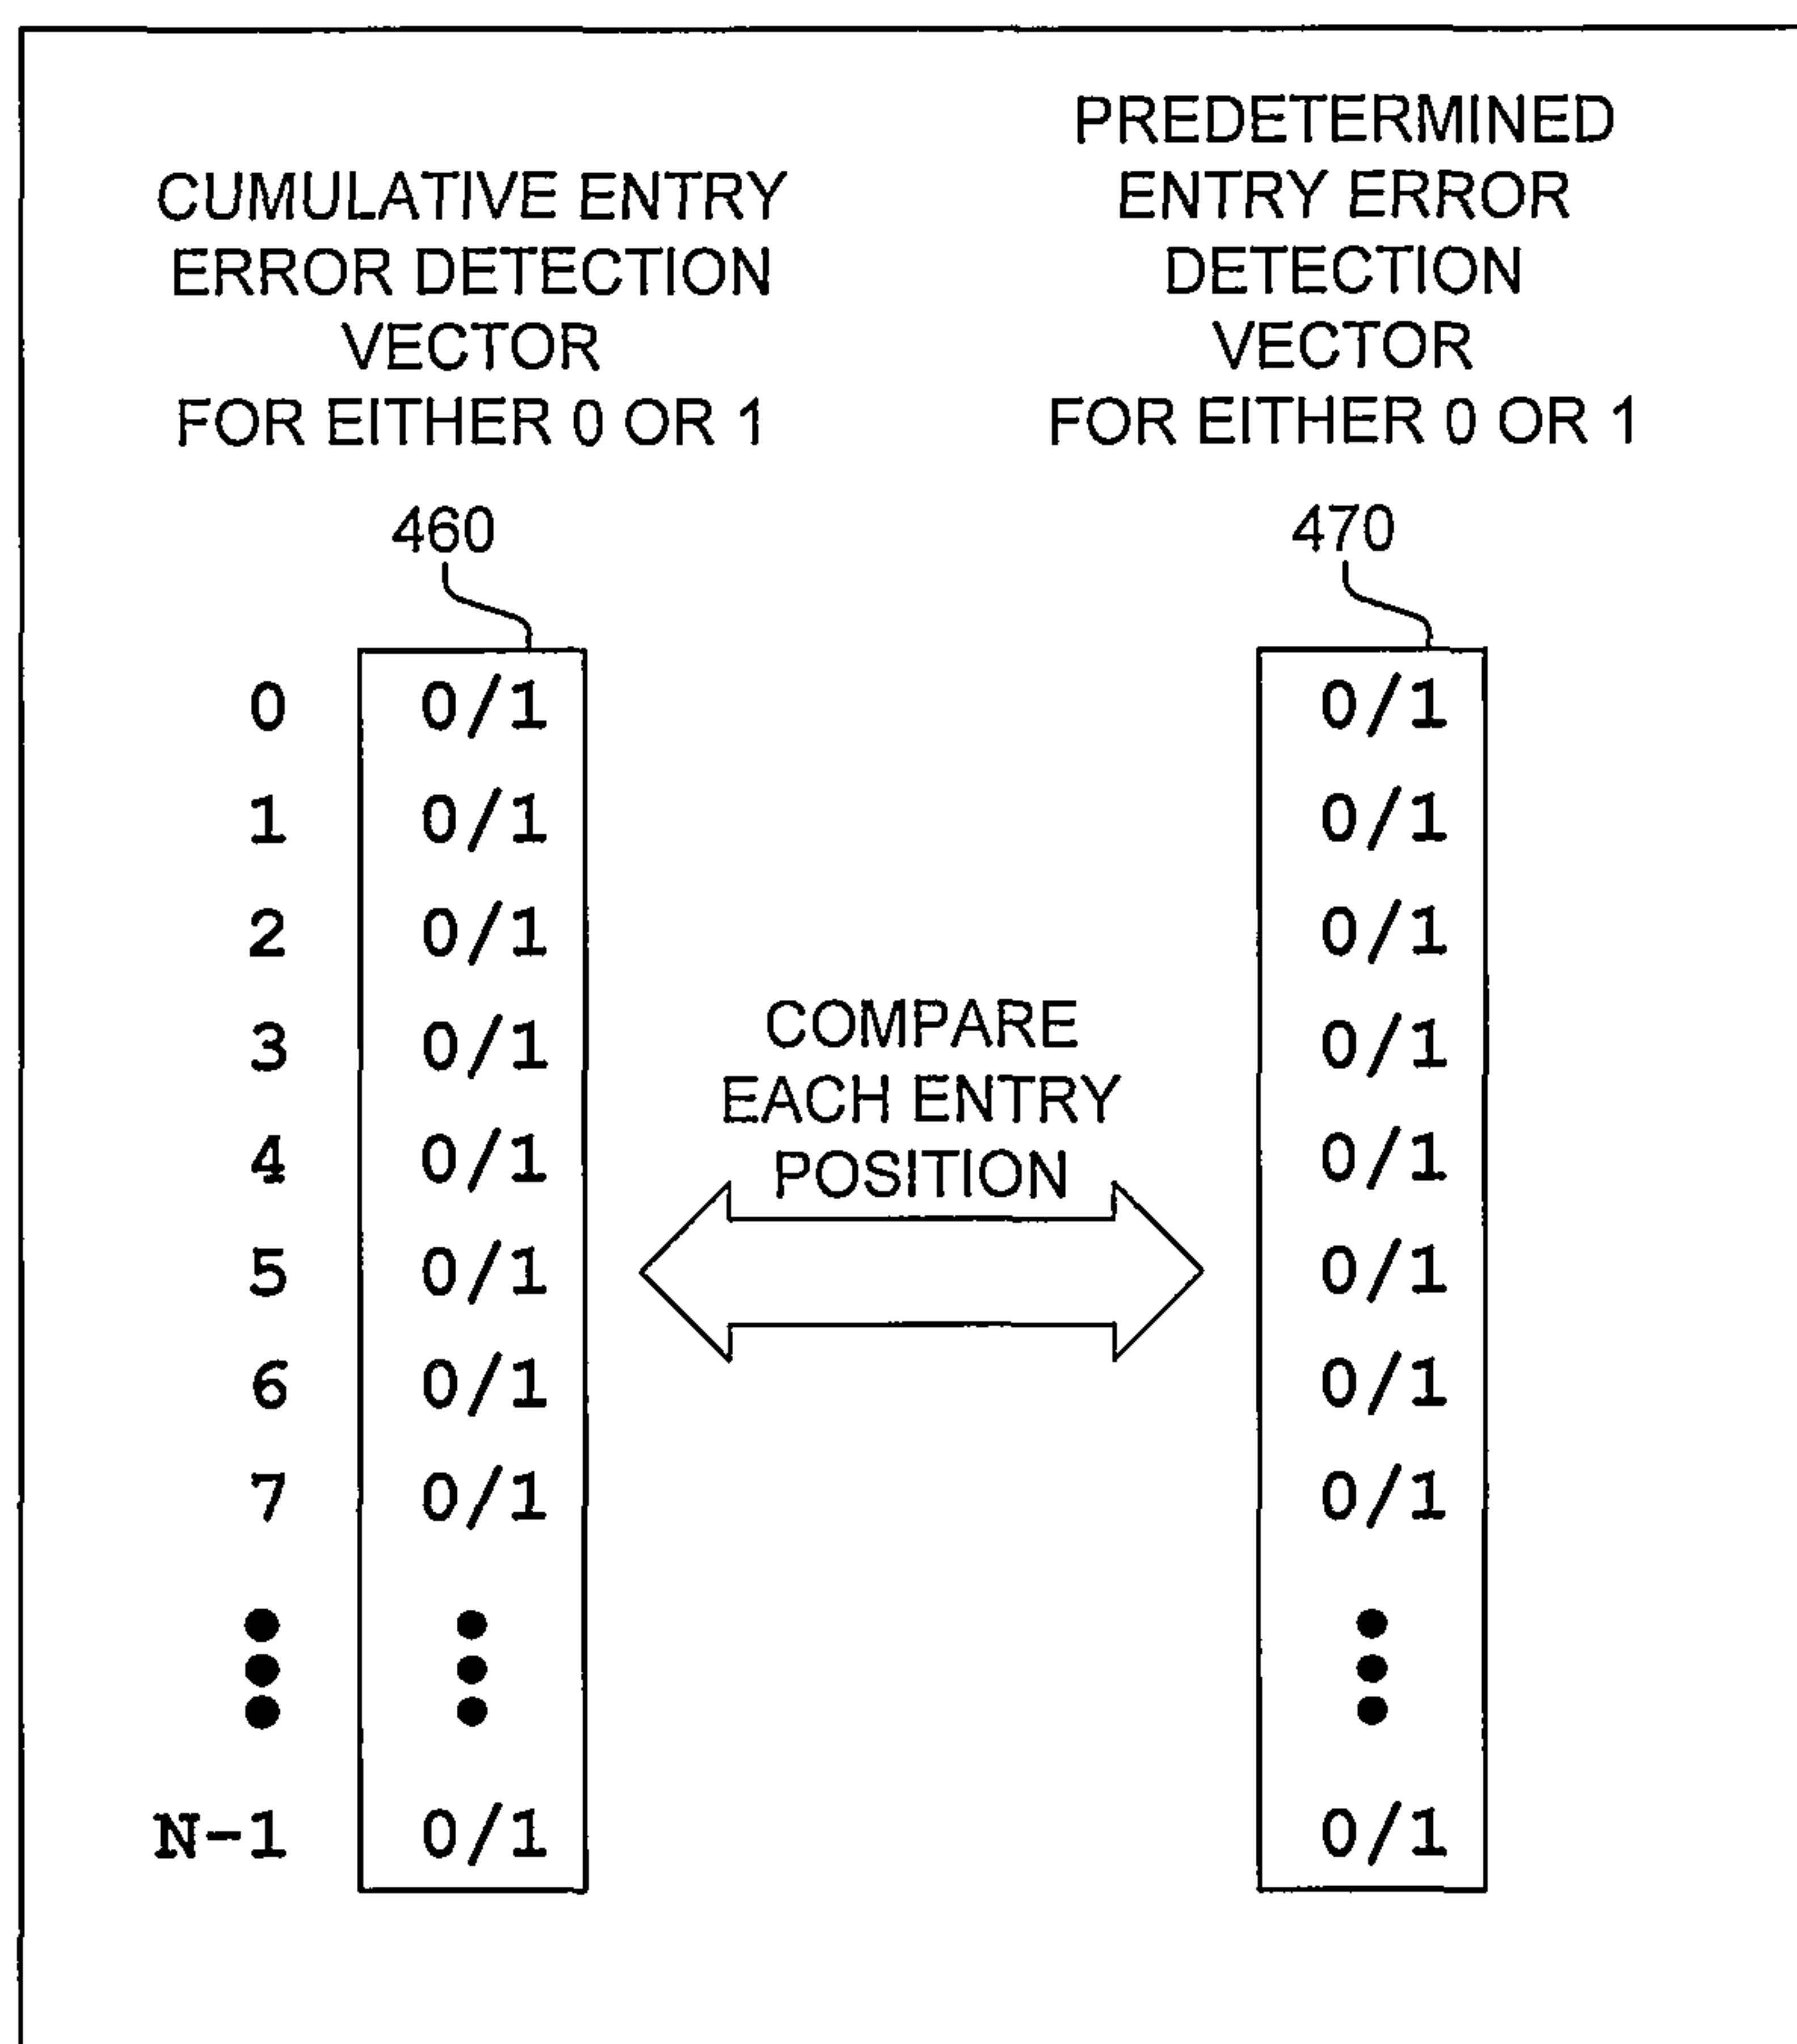 CUMULATIVE ENTRY
ERROR DETECTION
VECTOR
FOR EITHER 0 OR 1
PREDETERMINED
ENTRY ERROR
DETECTION
VECTOR
FOR EITHER 0 OR 1
460
470
0 0/1 0/1
1 0/1 0/1
2 0/1 0/1
3 0/1 0/1
COMPARE
EACH ENTRY
POSITION
4 0/1 0/1
5 0/1 0/1
6 0/1 0/1
7 0/1 0/1
N-1 0/1 0/1